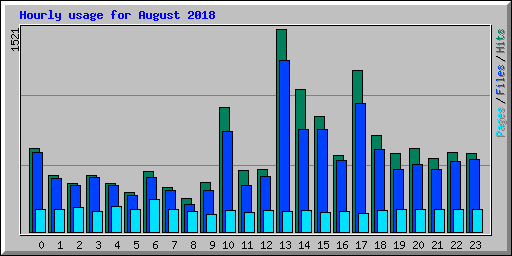 Hourly usage for August 2018
1521
Pages/Files/Hits
0 1 2 3 4 5 6 7 8 9 10 11 12 13 14 15 16 17 18 19 20 21 22 23